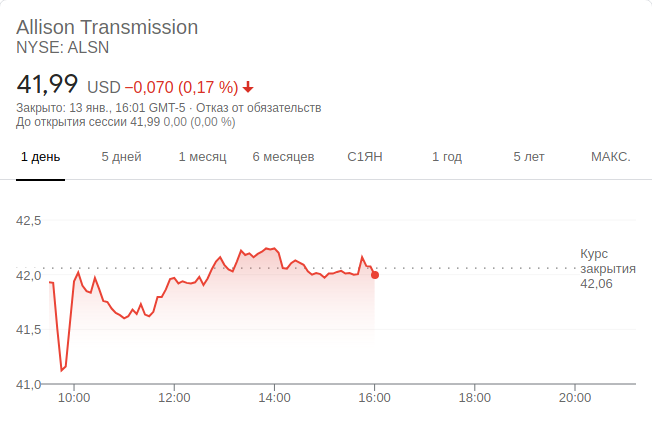 Allison Transmission
NYSE: ALSN
41,99 USD −0,070 (0,17 %)
Закрыто: 13 янв., 16:01 GMT-5 · Отказ от обязательств
До открытия сессии 41,99 0,00 (0,00 %)
1 день 5 дней 1 месяц 6 месяцев С1ЯН 1 год 5 лет МАКС.
42,5
Курс
42,0 закрытия
42,06
41,5
41,0
10:00 12:00 14:00 16:00 18:00 20:00